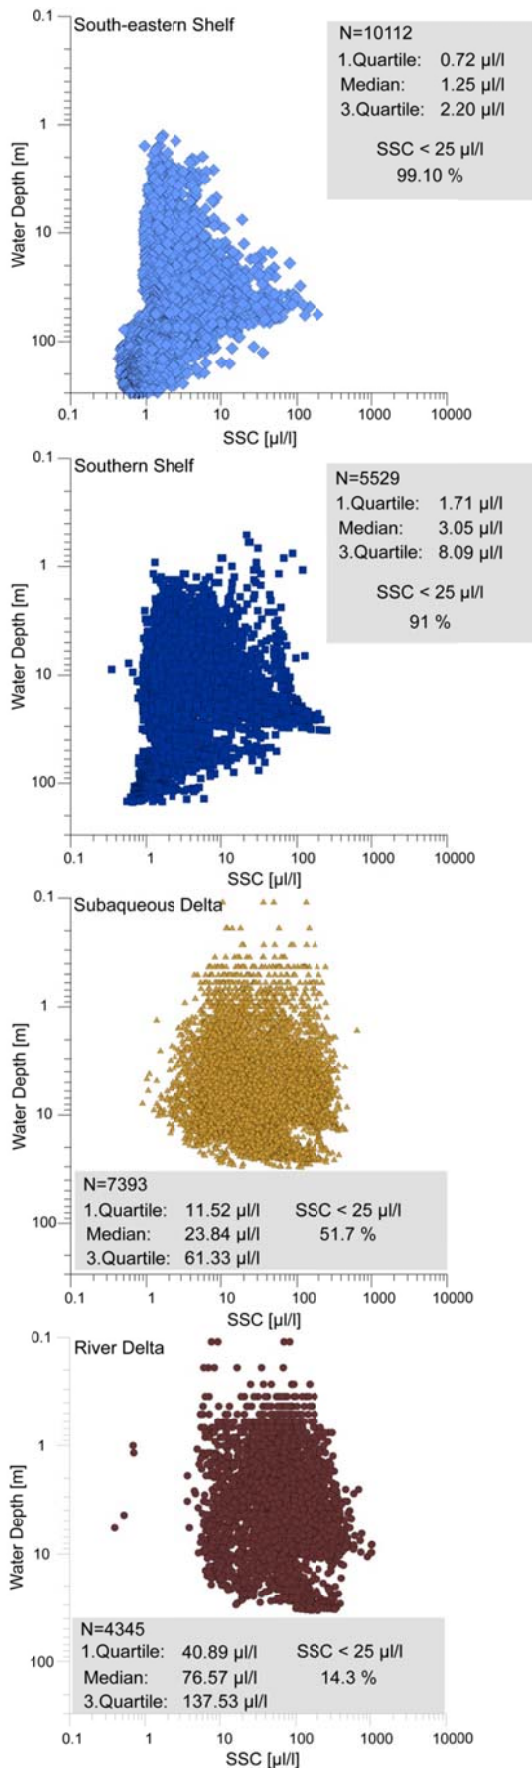 South-eastern Shelf
N=10112
1.Quartile: 0.72 µl/l
Median: 1.25 µl/l
3.Quartile: 2.20 µl/l
SSC < 25 µl/l
99.10 %
Water Depth [m]
0.1
1
10
100
0.1 1 10 100 1000 10000
SSC [µl/l]
Southern Shelf
N=5529
1.Quartile: 1.71 µl/l
Median: 3.05 µl/l
3.Quartile: 8.09 µl/l
SSC < 25 µl/l
91 %
Water Depth [m]
0.1
1
10
100
0.1 1 10 100 1000 10000
SSC [µl/l]
Subaqueous Delta
Water Depth [m]
0.1
1
10
100
N=7393
1.Quartile: 11.52 µl/l SSC < 25 µl/l
Median: 23.84 µl/l 51.7 %
3.Quartile: 61.33 µl/l
0.1 1 10 100 1000 10000
SSC [µl/l]
River Delta
Water Depth [m]
0.1
1
10
100
N=4345
1.Quartile: 40.89 µl/l SSC < 25 µl/l
Median: 76.57 µl/l 14.3 %
3.Quartile: 137.53 µl/l
0.1 1 10 100 1000 10000
SSC [µl/l]